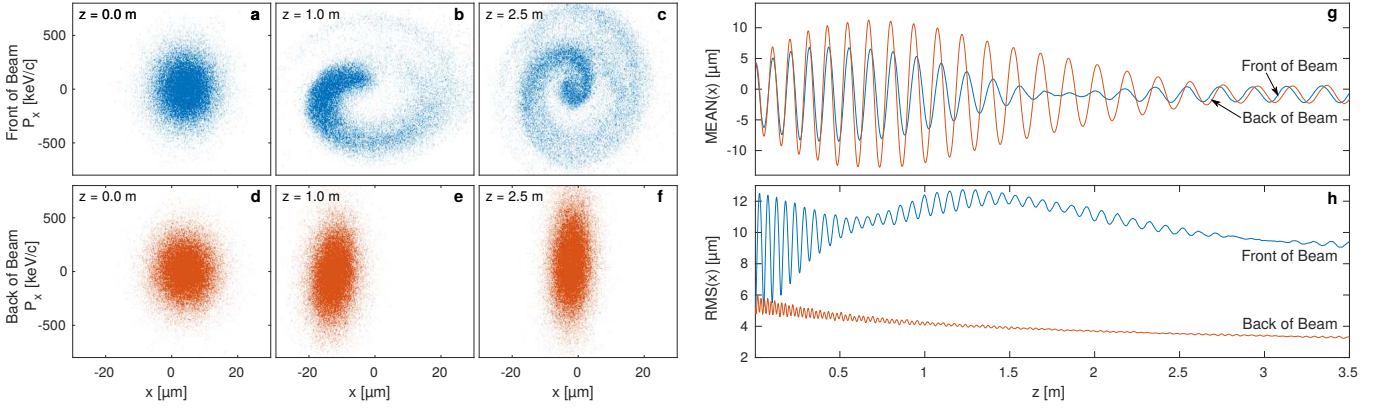 z = 0.0 m
a
z = 1.0 m
b
z = 2.5 m
c
Front of Beam
P_x [keV/c]
500
0
-500
z = 0.0 m
d
z = 1.0 m
e
z = 2.5 m
f
Back of Beam
P_x [keV/c]
500
0
-500
-20 0 20
-20 0 20
-20 0 20
x [µm]
x [µm]
x [µm]
g
MEAN(x) [µm]
10
5
0
-5
-10
Front of Beam
Back of Beam
h
RMS(x) [µm]
12
10
8
6
4
2
Front of Beam
Back of Beam
0.5 1 1.5 2 2.5 3 3.5
z [m]